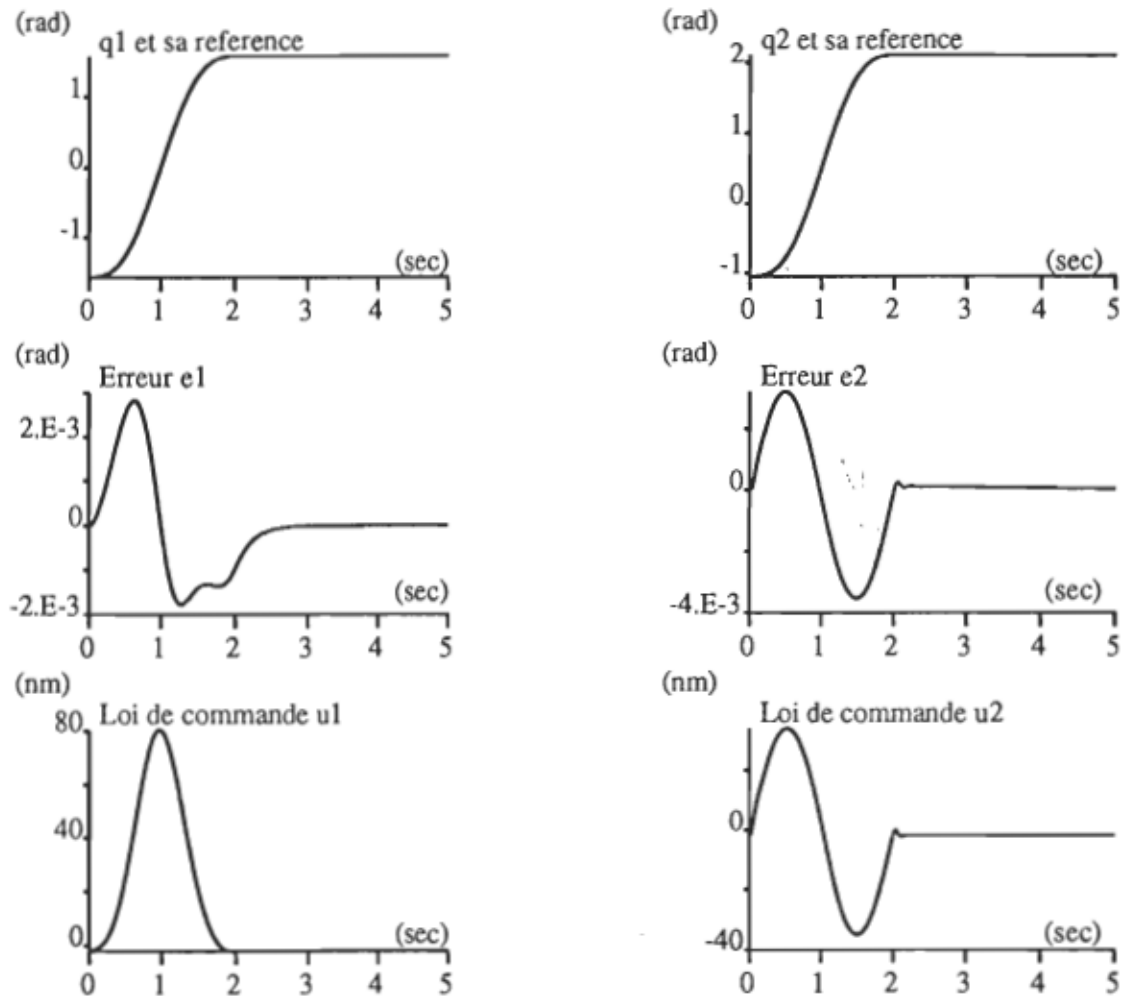 (rad)
q1 et sa reference
1
0
-1
(sec)
0 1 2 3 4 5
(rad)
q2 et sa reference
2
1
0
-1
(sec)
0 1 2 3 4 5
(rad)
Erreur e1
2.E-3
0
-2.E-3
(sec)
0 1 2 3 4 5
(rad)
Erreur e2
0
-4.E-3
(sec)
0 1 2 3 4 5
(nm)
Loi de commande u1
80
40
0
(sec)
0 1 2 3 4 5
(nm)
Loi de commande u2
0
-40
(sec)
0 1 2 3 4 5